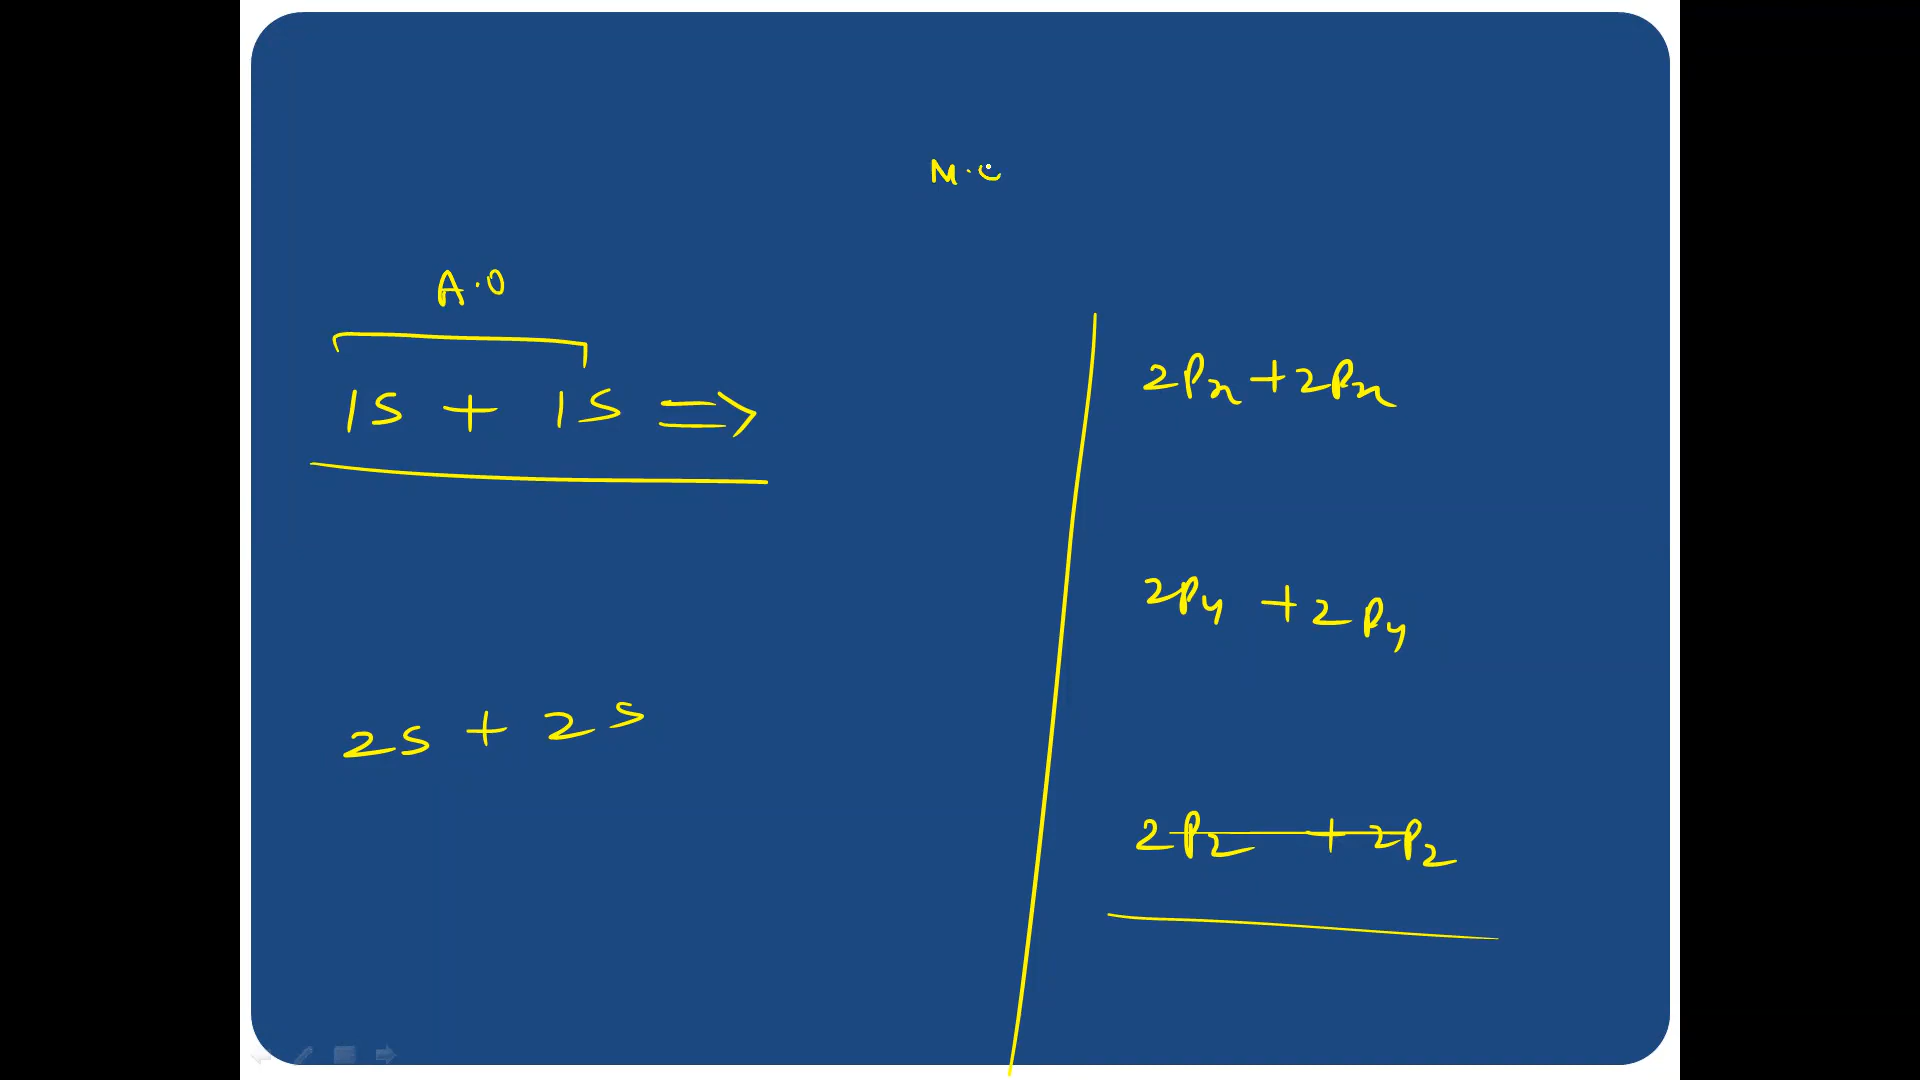 M.O
A.O
1S + 1S ⇒
2S + 2S
2Px + 2Px
2Py + 2Py
2Pz + 2Pz